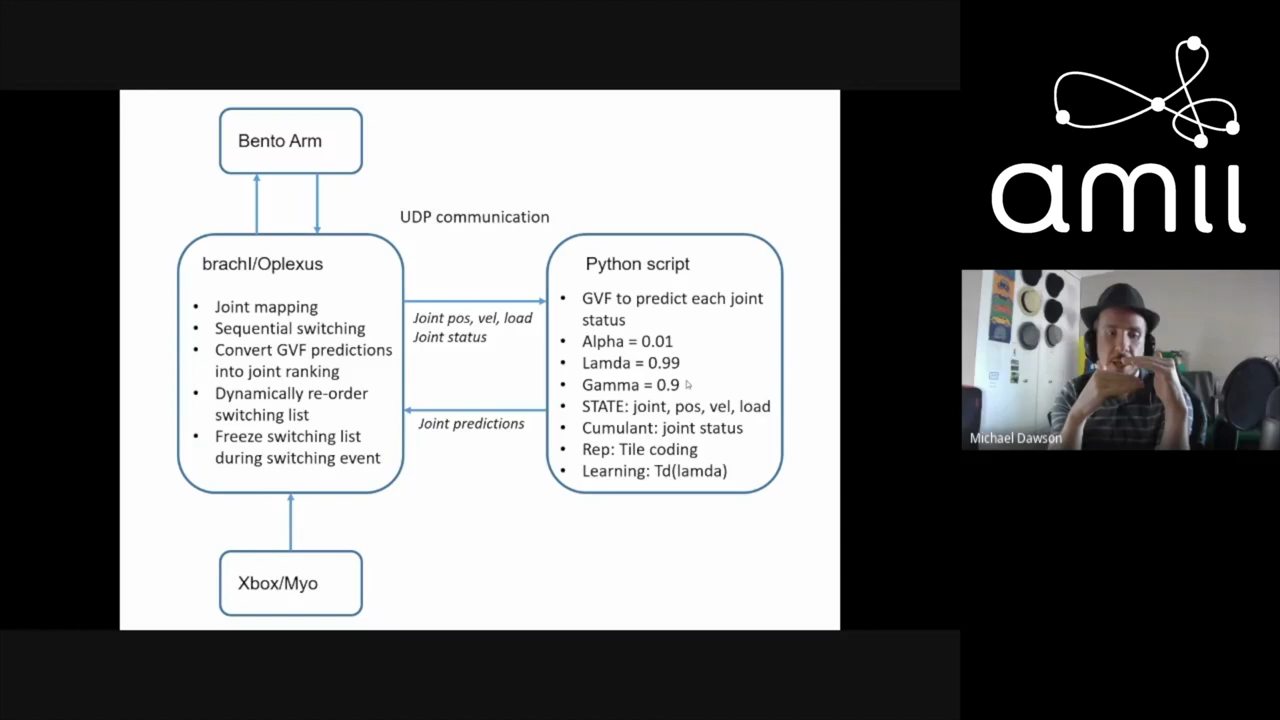 Bento Arm
UDP communication
brachI/Oplexus
• Joint mapping
• Sequential switching
• Convert GVF predictions
into joint ranking
• Dynamically re-order
switching list
• Freeze switching list
during switching event
Joint pos, vel, load
Joint status
Joint predictions
Python script
• GVF to predict each joint
status
• Alpha = 0.01
• Lamda = 0.99
• Gamma = 0.9
• STATE: joint, pos, vel, load
• Cumulant: joint status
• Rep: Tile coding
• Learning: Td(lamda)
Xbox/Myo
amii
Michael Dawson